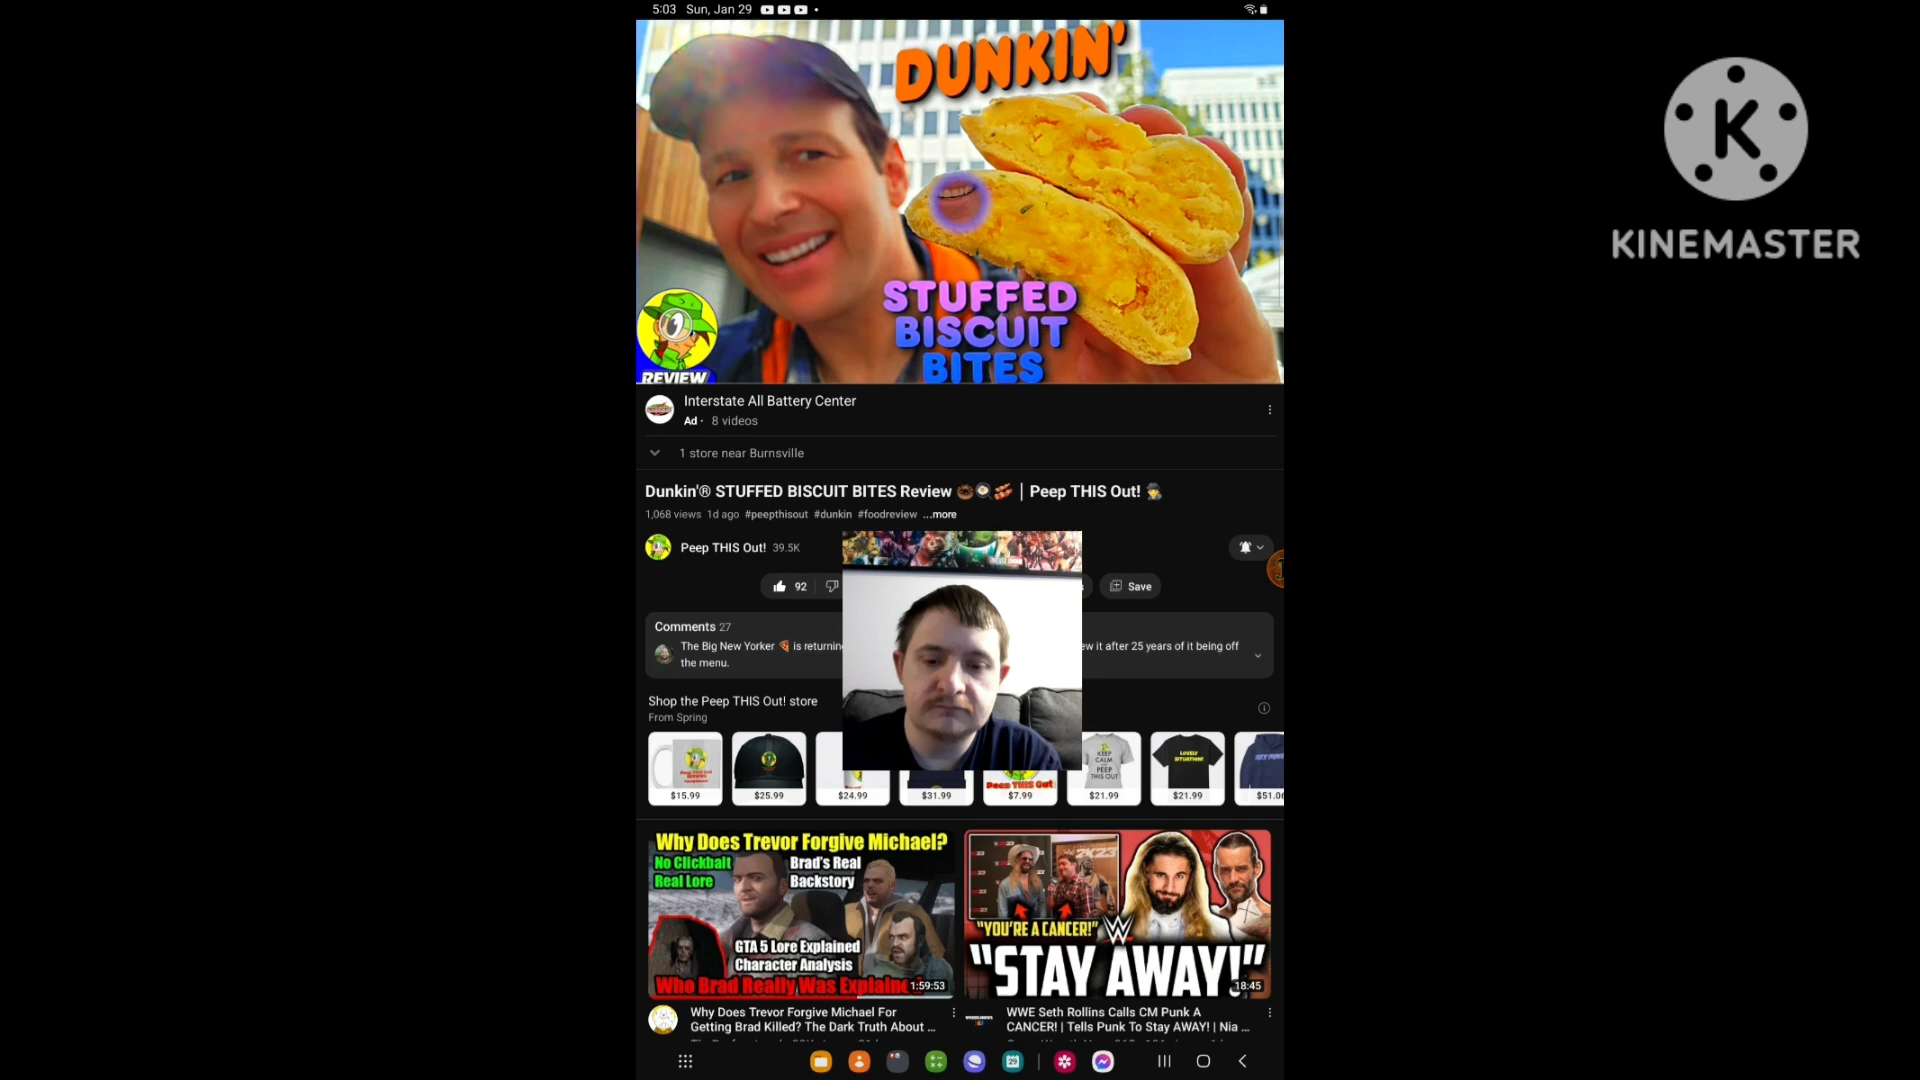 5:03 Sun, Jan 29
DUNKIN'
STUFFED
BISCUIT
BITES
REVIEW
K
KINEMASTER
Interstate All Battery Center
Ad · 8 videos
1 store near Burnsville
Dunkin'® STUFFED BISCUIT BITES Review 🍩🍳🥓 | Peep THIS Out! 🕵️
1,068 views 1d ago #peepthisout #dunkin #foodreview ...more
Peep THIS Out! 39.5K
92
Save
Comments 27
The Big New Yorker 🍕 is returnin
ew it after 25 years of it being off
the menu.
Shop the Peep THIS Out! store
From Spring
KEEP
CALM
PEEP
THIS OUT
LOVELY
SITUATION!
Peep THIS Out
$15.99 $25.99 $24.99 $31.99 $7.99 $21.99 $21.99 $51.0
Why Does Trevor Forgive Michael?
No Clickbait
Real Lore
Brad's Real
Backstory
GTA 5 Lore Explained
Character Analysis
Who Brad Really Was Explaine
1:59:53
2K23
"YOU'RE A CANCER!"
W
"STAY AWAY!"
18:45
Why Does Trevor Forgive Michael For
Getting Brad Killed? The Dark Truth About ...
WWE Seth Rollins Calls CM Punk A
CANCER! | Tells Punk To Stay AWAY! | Nia ...
29